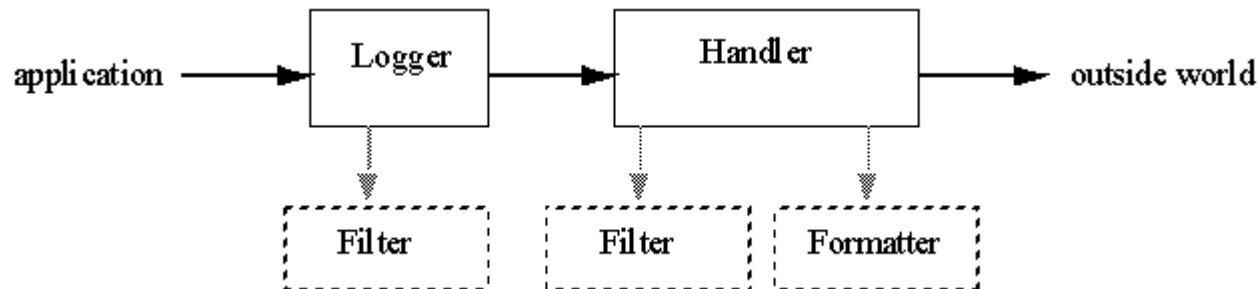 application
Logger
Handler
outside world
Filter
Filter
Formatter